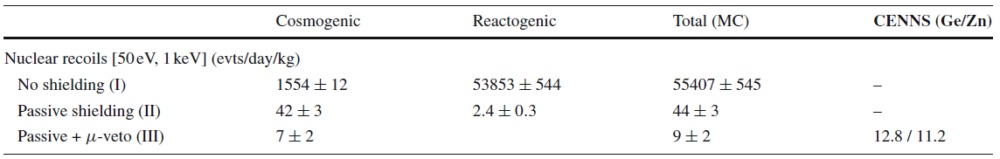 Cosmogenic Reactogenic Total (MC) CENNS (Ge/Zn)
Nuclear recoils [50 eV, 1 keV] (evts/day/kg)
No shielding (I) 1554 ± 12 53853 ± 544 55407 ± 545 –
Passive shielding (II) 42 ± 3 2.4 ± 0.3 44 ± 3 –
Passive + μ-veto (III) 7 ± 2 9 ± 2 12.8 / 11.2